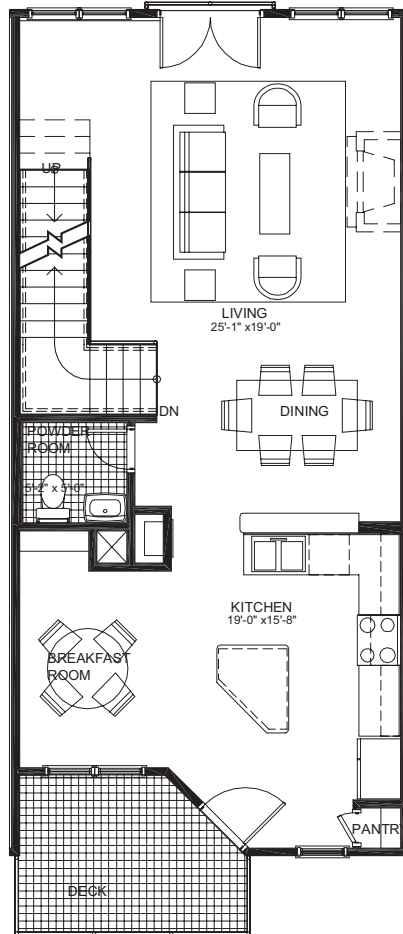 UP
LIVING
25'-1" x19'-0"
DN
DINING
POWDER
ROOM
5'-2" x 5'-0"
KITCHEN
19'-0" x15'-8"
BREAKFAST
ROOM
PANTR
DECK